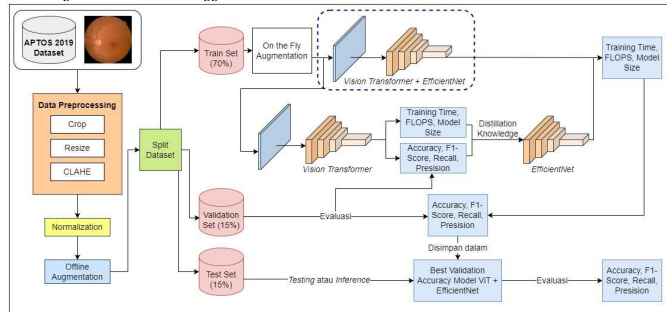 APTOS 2019
Dataset
Data Preprocessing
Crop
Resize
CLAHE
Normalization
Offline
Augmentation
Split
Dataset
Train Set
(70%)
On the Fly
Augmentation
Vision Transformer + EfficientNet
Training Time,
FLOPS, Model
Size
Vision Transformer
Training Time,
FLOPS, Model
Size
Accuracy, F1-
Score, Recall,
Presision
Distillation
Knowledge
EfficientNet
Validation
Set (15%)
Evaluasi
Accuracy, F1-
Score, Recall,
Presision
Disimpan dalam
Test Set
(15%)
Testing atau Inference
Best Validation
Accuracy Model ViT +
EfficientNet
Evaluasi
Accuracy, F1-
Score, Recall,
Presision